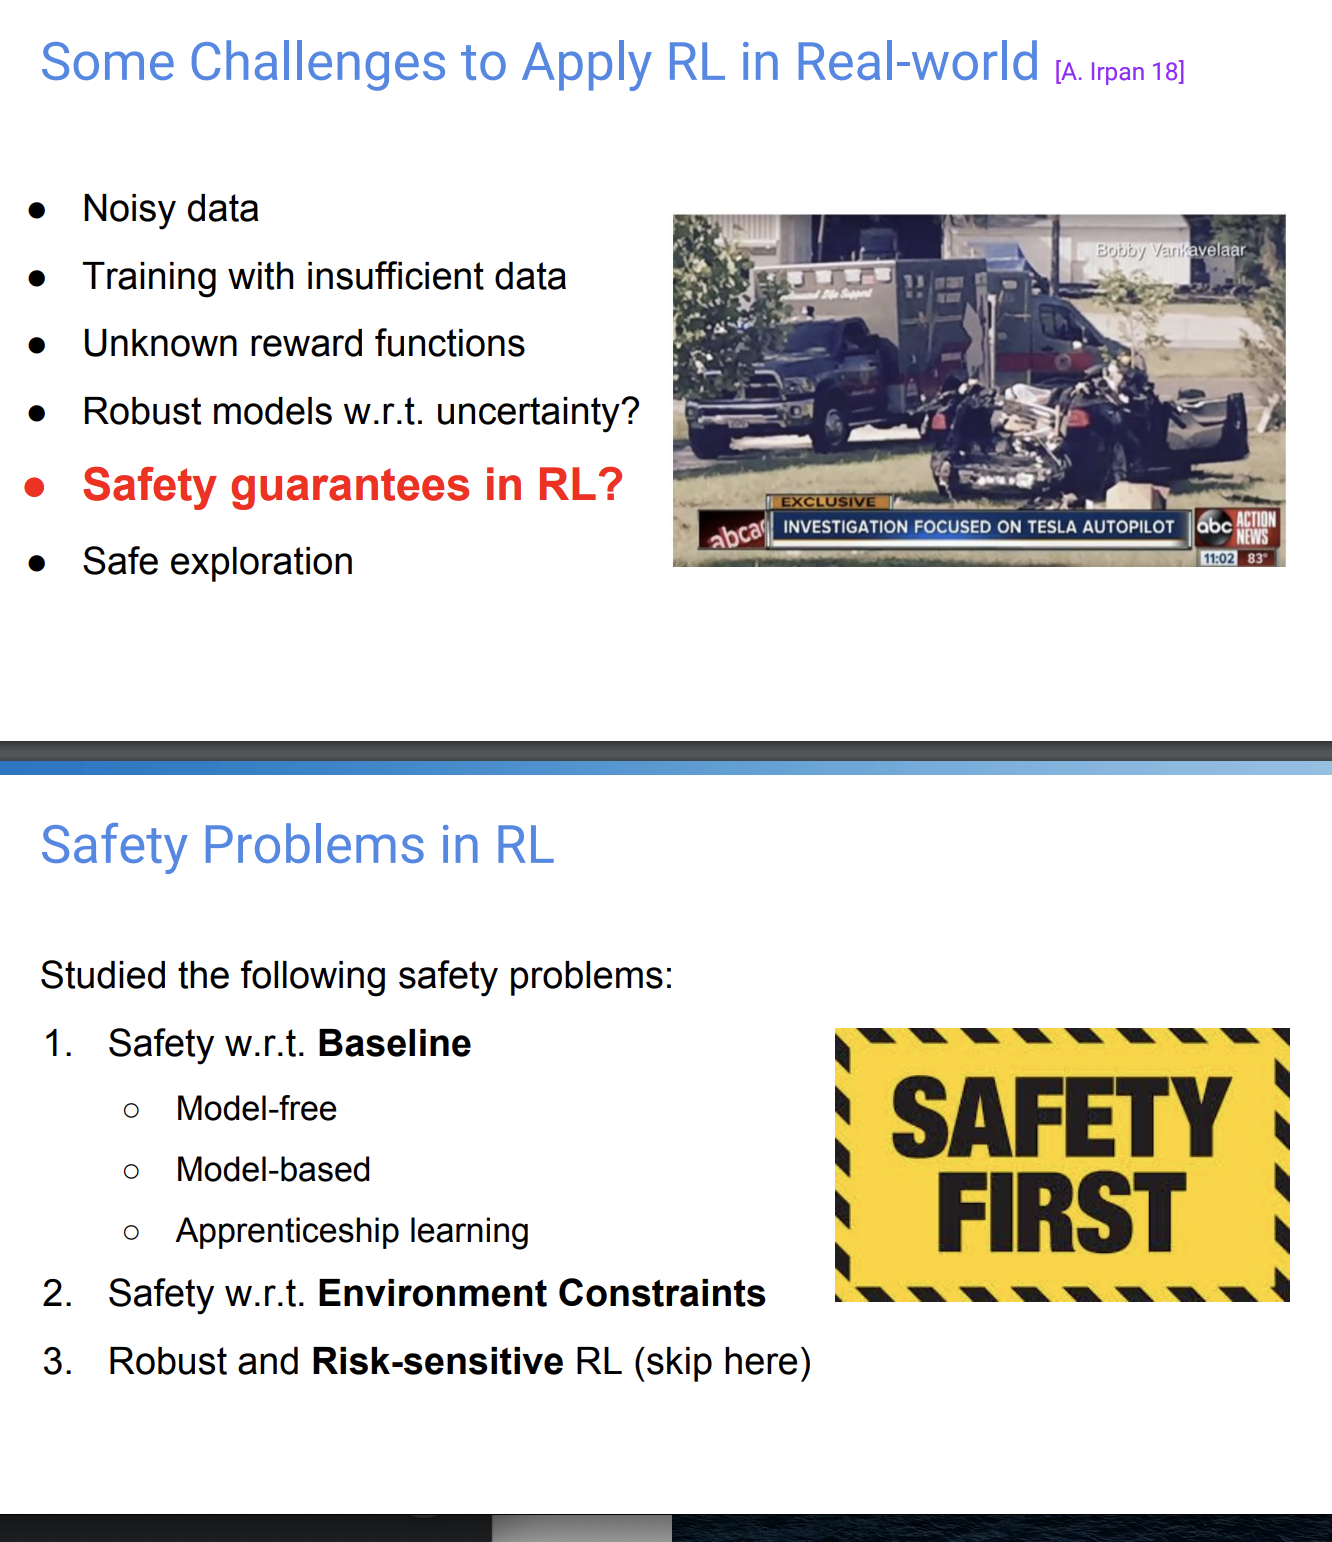 Some Challenges to Apply RL in Real-world [A. Irpan 18]
● Noisy data
● Training with insufficient data
● Unknown reward functions
● Robust models w.r.t. uncertainty?
● Safety guarantees in RL?
● Safe exploration
Bobby Vankavelaar
EXCLUSIVE
INVESTIGATION FOCUSED ON TESLA AUTOPILOT
abc ACTION NEWS
11:02 83°
Safety Problems in RL
Studied the following safety problems:
1. Safety w.r.t. Baseline
○ Model-free
○ Model-based
○ Apprenticeship learning
2. Safety w.r.t. Environment Constraints
3. Robust and Risk-sensitive RL (skip here)
SAFETY
FIRST